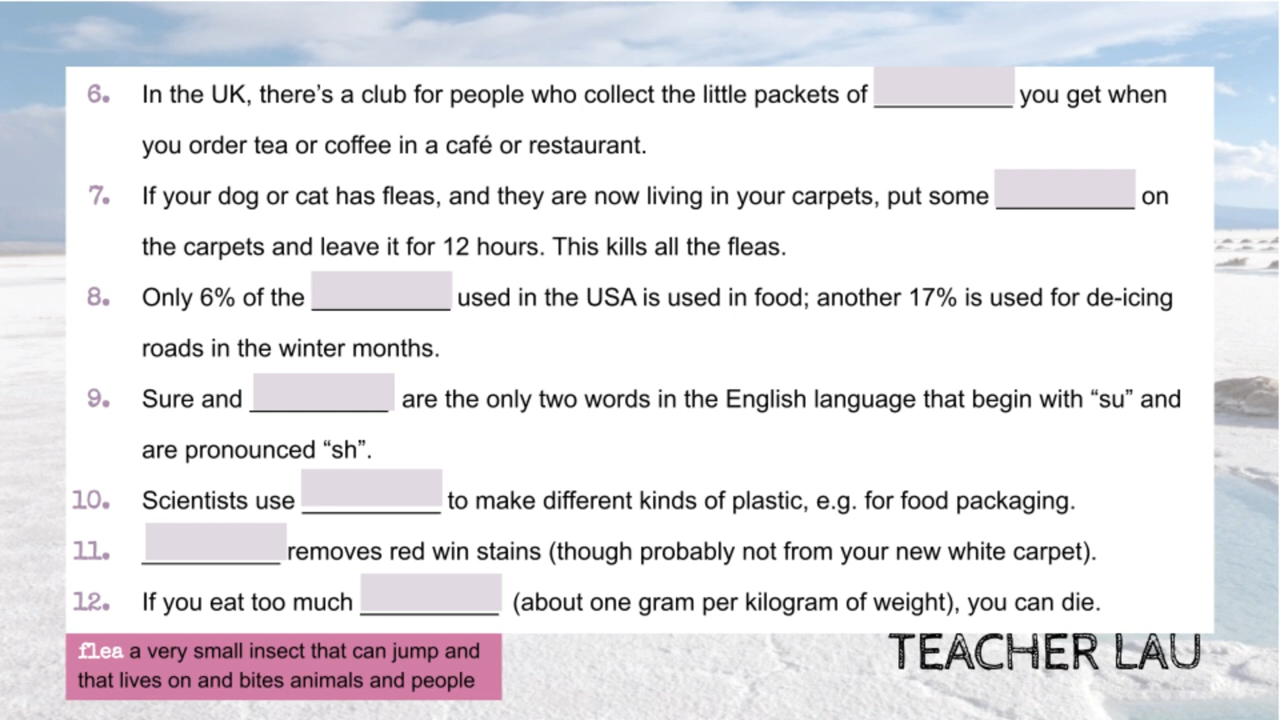 6. In the UK, there’s a club for people who collect the little packets of __________ you get when
you order tea or coffee in a café or restaurant.
7. If your dog or cat has fleas, and they are now living in your carpets, put some __________ on
the carpets and leave it for 12 hours. This kills all the fleas.
8. Only 6% of the __________ used in the USA is used in food; another 17% is used for de-icing
roads in the winter months.
9. Sure and __________ are the only two words in the English language that begin with “su” and
are pronounced “sh”.
10. Scientists use __________ to make different kinds of plastic, e.g. for food packaging.
11. __________ removes red win stains (though probably not from your new white carpet).
12. If you eat too much __________ (about one gram per kilogram of weight), you can die.
flea a very small insect that can jump and
that lives on and bites animals and people
TEACHER LAU